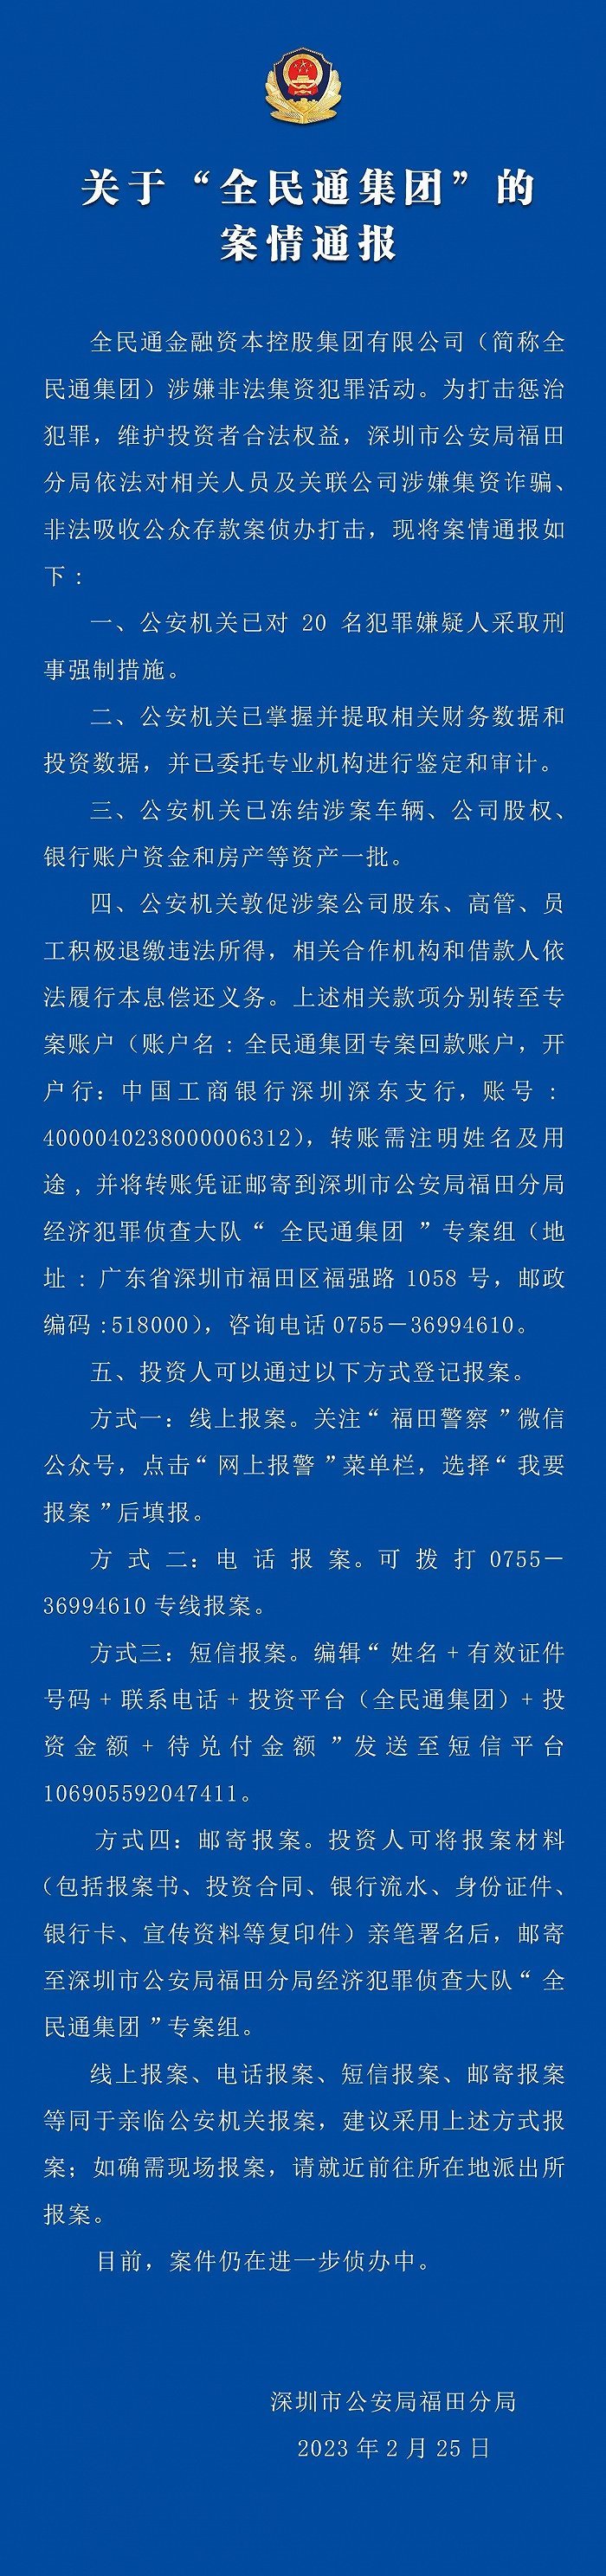 关于“全民通集团”的
案情通报
全民通金融资本控股集团有限公司（简称全
民通集团）涉嫌非法集资犯罪活动。为打击惩治
犯罪，维护投资者合法权益，深圳市公安局福田
分局依法对相关人员及关联公司涉嫌集资诈骗、
非法吸收公众存款案侦办打击，现将案情通报如
下：
一、公安机关已对 20 名犯罪嫌疑人采取刑
事强制措施。
二、公安机关已掌握并提取相关财务数据和
投资数据，并已委托专业机构进行鉴定和审计。
三、公安机关已冻结涉案车辆、公司股权、
银行账户资金和房产等资产一批。
四、公安机关敦促涉案公司股东、高管、员
工积极退缴违法所得，相关合作机构和借款人依
法履行本息偿还义务。上述相关款项分别转至专
案账户（账户名：全民通集团专案回款账户，开
户行：中国工商银行深圳深东支行，账号：
4000040238000006312），转账需注明姓名及用
途，并将转账凭证邮寄到深圳市公安局福田分局
经济犯罪侦查大队“ 全民通集团 ”专案组（地
址：广东省深圳市福田区福强路 1058 号，邮政
编码:518000），咨询电话 0755－36994610。
五、投资人可以通过以下方式登记报案。
方式一：线上报案。关注“ 福田警察 ”微信
公众号，点击“ 网上报警 ”菜单栏，选择“ 我要
报案 ”后填报。
方式二：电话报案。可拨打 0755－
36994610 专线报案。
方式三：短信报案。编辑“ 姓名 + 有效证件
号码 + 联系电话 + 投资平台（全民通集团）+ 投
资金额 + 待兑付金额 ”发送至短信平台
106905592047411。
方式四：邮寄报案。投资人可将报案材料
（包括报案书、投资合同、银行流水、身份证件、
银行卡、宣传资料等复印件）亲笔署名后，邮寄
至深圳市公安局福田分局经济犯罪侦查大队“ 全
民通集团 ”专案组。
线上报案、电话报案、短信报案、邮寄报案
等同于亲临公安机关报案，建议采用上述方式报
案；如确需现场报案，请就近前往所在地派出所
报案。
目前，案件仍在进一步侦办中。
深圳市公安局福田分局
2023 年 2 月 25 日